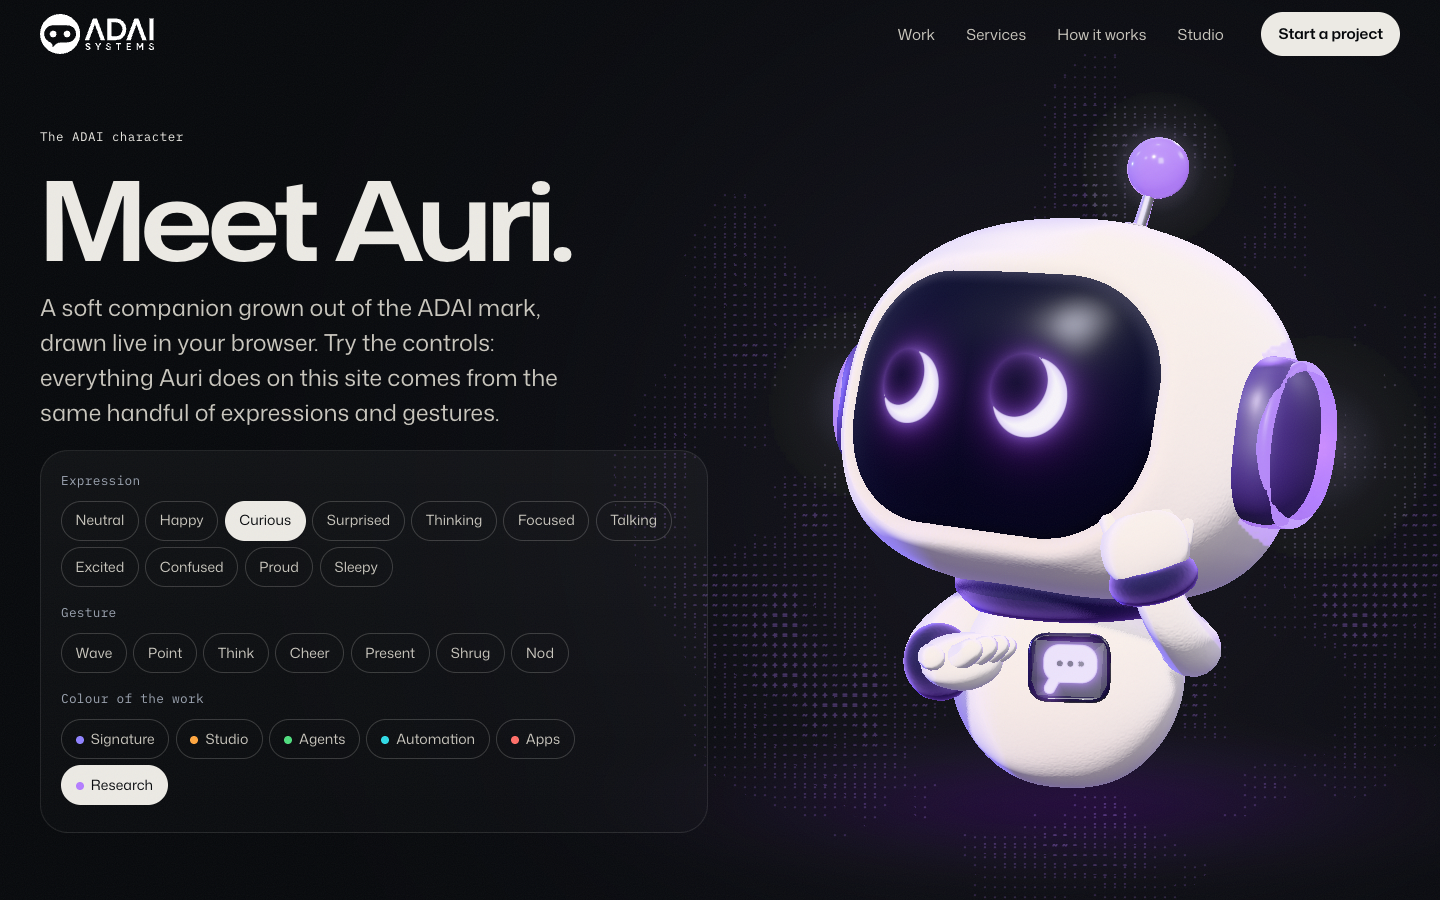 ADAI
SYSTEMS
Work
Services
How it works
Studio
Start a project
The ADAI character
Meet Auri.
A soft companion grown out of the ADAI mark,
drawn live in your browser. Try the controls:
everything Auri does on this site comes from the
same handful of expressions and gestures.
Expression
Neutral
Happy
Curious
Surprised
Thinking
Focused
Talking
Excited
Confused
Proud
Sleepy
Gesture
Wave
Point
Think
Cheer
Present
Shrug
Nod
Colour of the work
Signature
Studio
Agents
Automation
Apps
Research